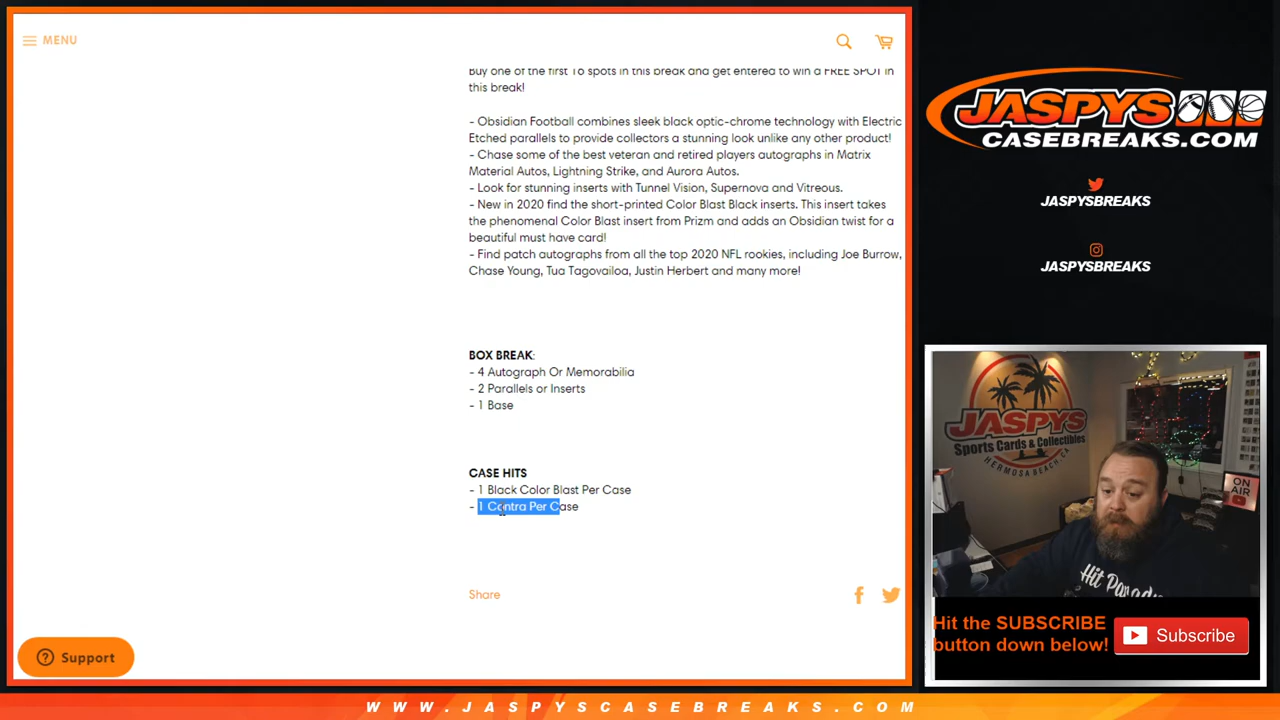 MENU
Buy one of the first 16 spots in this break and get entered to win a FREE SPOT in
this break!
- Obsidian Football combines sleek black optic-chrome technology with Electric
Etched parallels to provide collectors a stunning look unlike any other product!
- Chase some of the best veteran and retired players autographs in Matrix
Material Autos, Lightning Strike, and Aurora Autos.
- Look for stunning inserts with Tunnel Vision, Supernova and Vitreous.
- New in 2020 find the short-printed Color Blast Black inserts. This insert takes
the phenomenal Color Blast insert from Prizm and adds an Obsidian twist for a
beautiful must have card!
- Find patch autographs from all the top 2020 NFL rookies, including Joe Burrow,
Chase Young, Tua Tagovailoa, Justin Herbert and many more!
BOX BREAK:
- 4 Autograph Or Memorabilia
- 2 Parallels or Inserts
- 1 Base
CASE HITS
- 1 Black Color Blast Per Case
- 1 Contra Per Case
Share
Support
JASPYS
CASEBREAKS.COM
JASPYSBREAKS
JASPYSBREAKS
JASPYS
Sports Cards & Collectibles
HERMOSA BEACH, CA
ON
AIR
Hit Parade
Hit the SUBSCRIBE
button down below!
Subscribe
WWW.JASPYSCASEBREAKS.COM